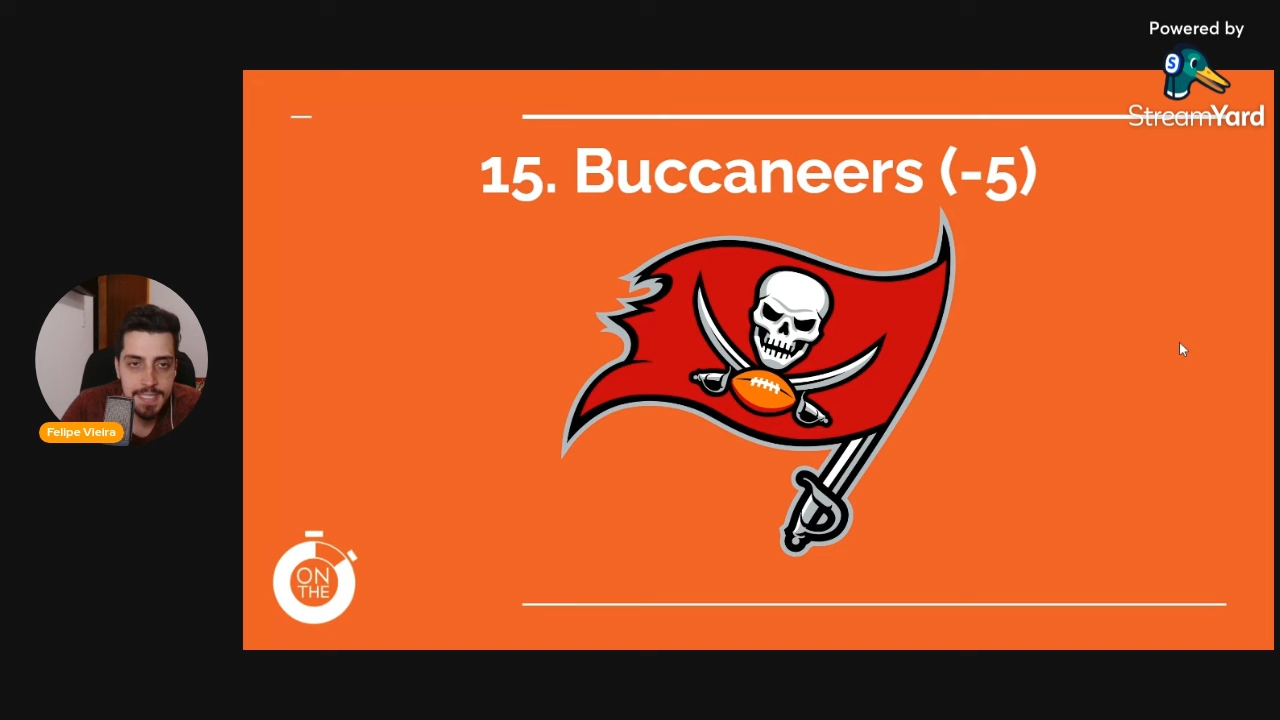 Powered by
S
StreamYard
15. Buccaneers (-5)
Felipe Vieira
ON
THE